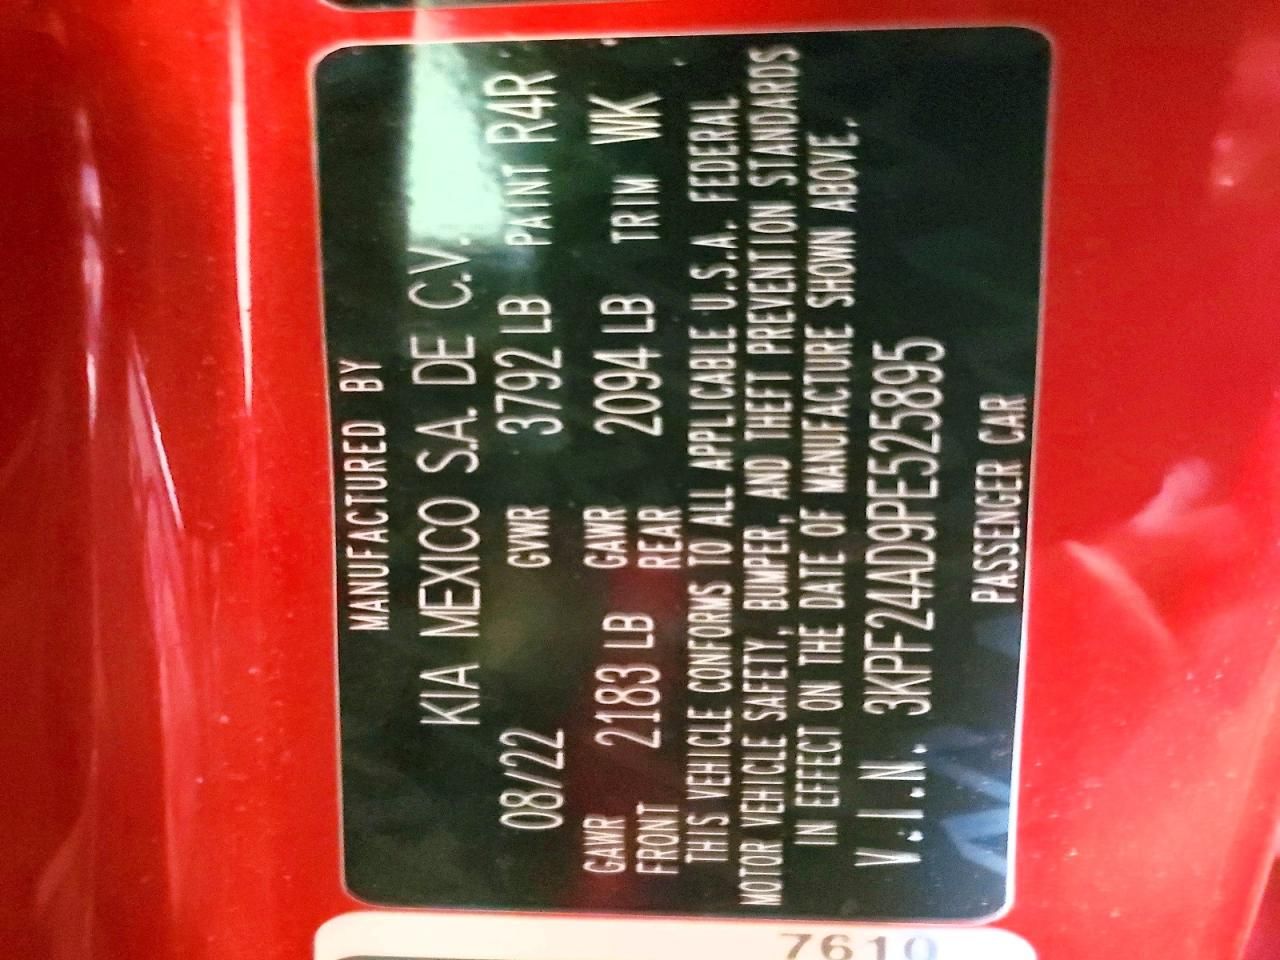 MANUFACTURED BY
KIA MEXICO S.A. DE C.V.
08/22 GVWR 3792 LB PAINT R4R
GAWR FRONT 2183 LB GAWR REAR 2094 LB TRIM WK
THIS VEHICLE CONFORMS TO ALL APPLICABLE U.S.A. FEDERAL
MOTOR VEHICLE SAFETY, BUMPER, AND THEFT PREVENTION STANDARDS
IN EFFECT ON THE DATE OF MANUFACTURE SHOWN ABOVE.
V.I.N. 3KPF24AD9PE525895
PASSENGER CAR
7610